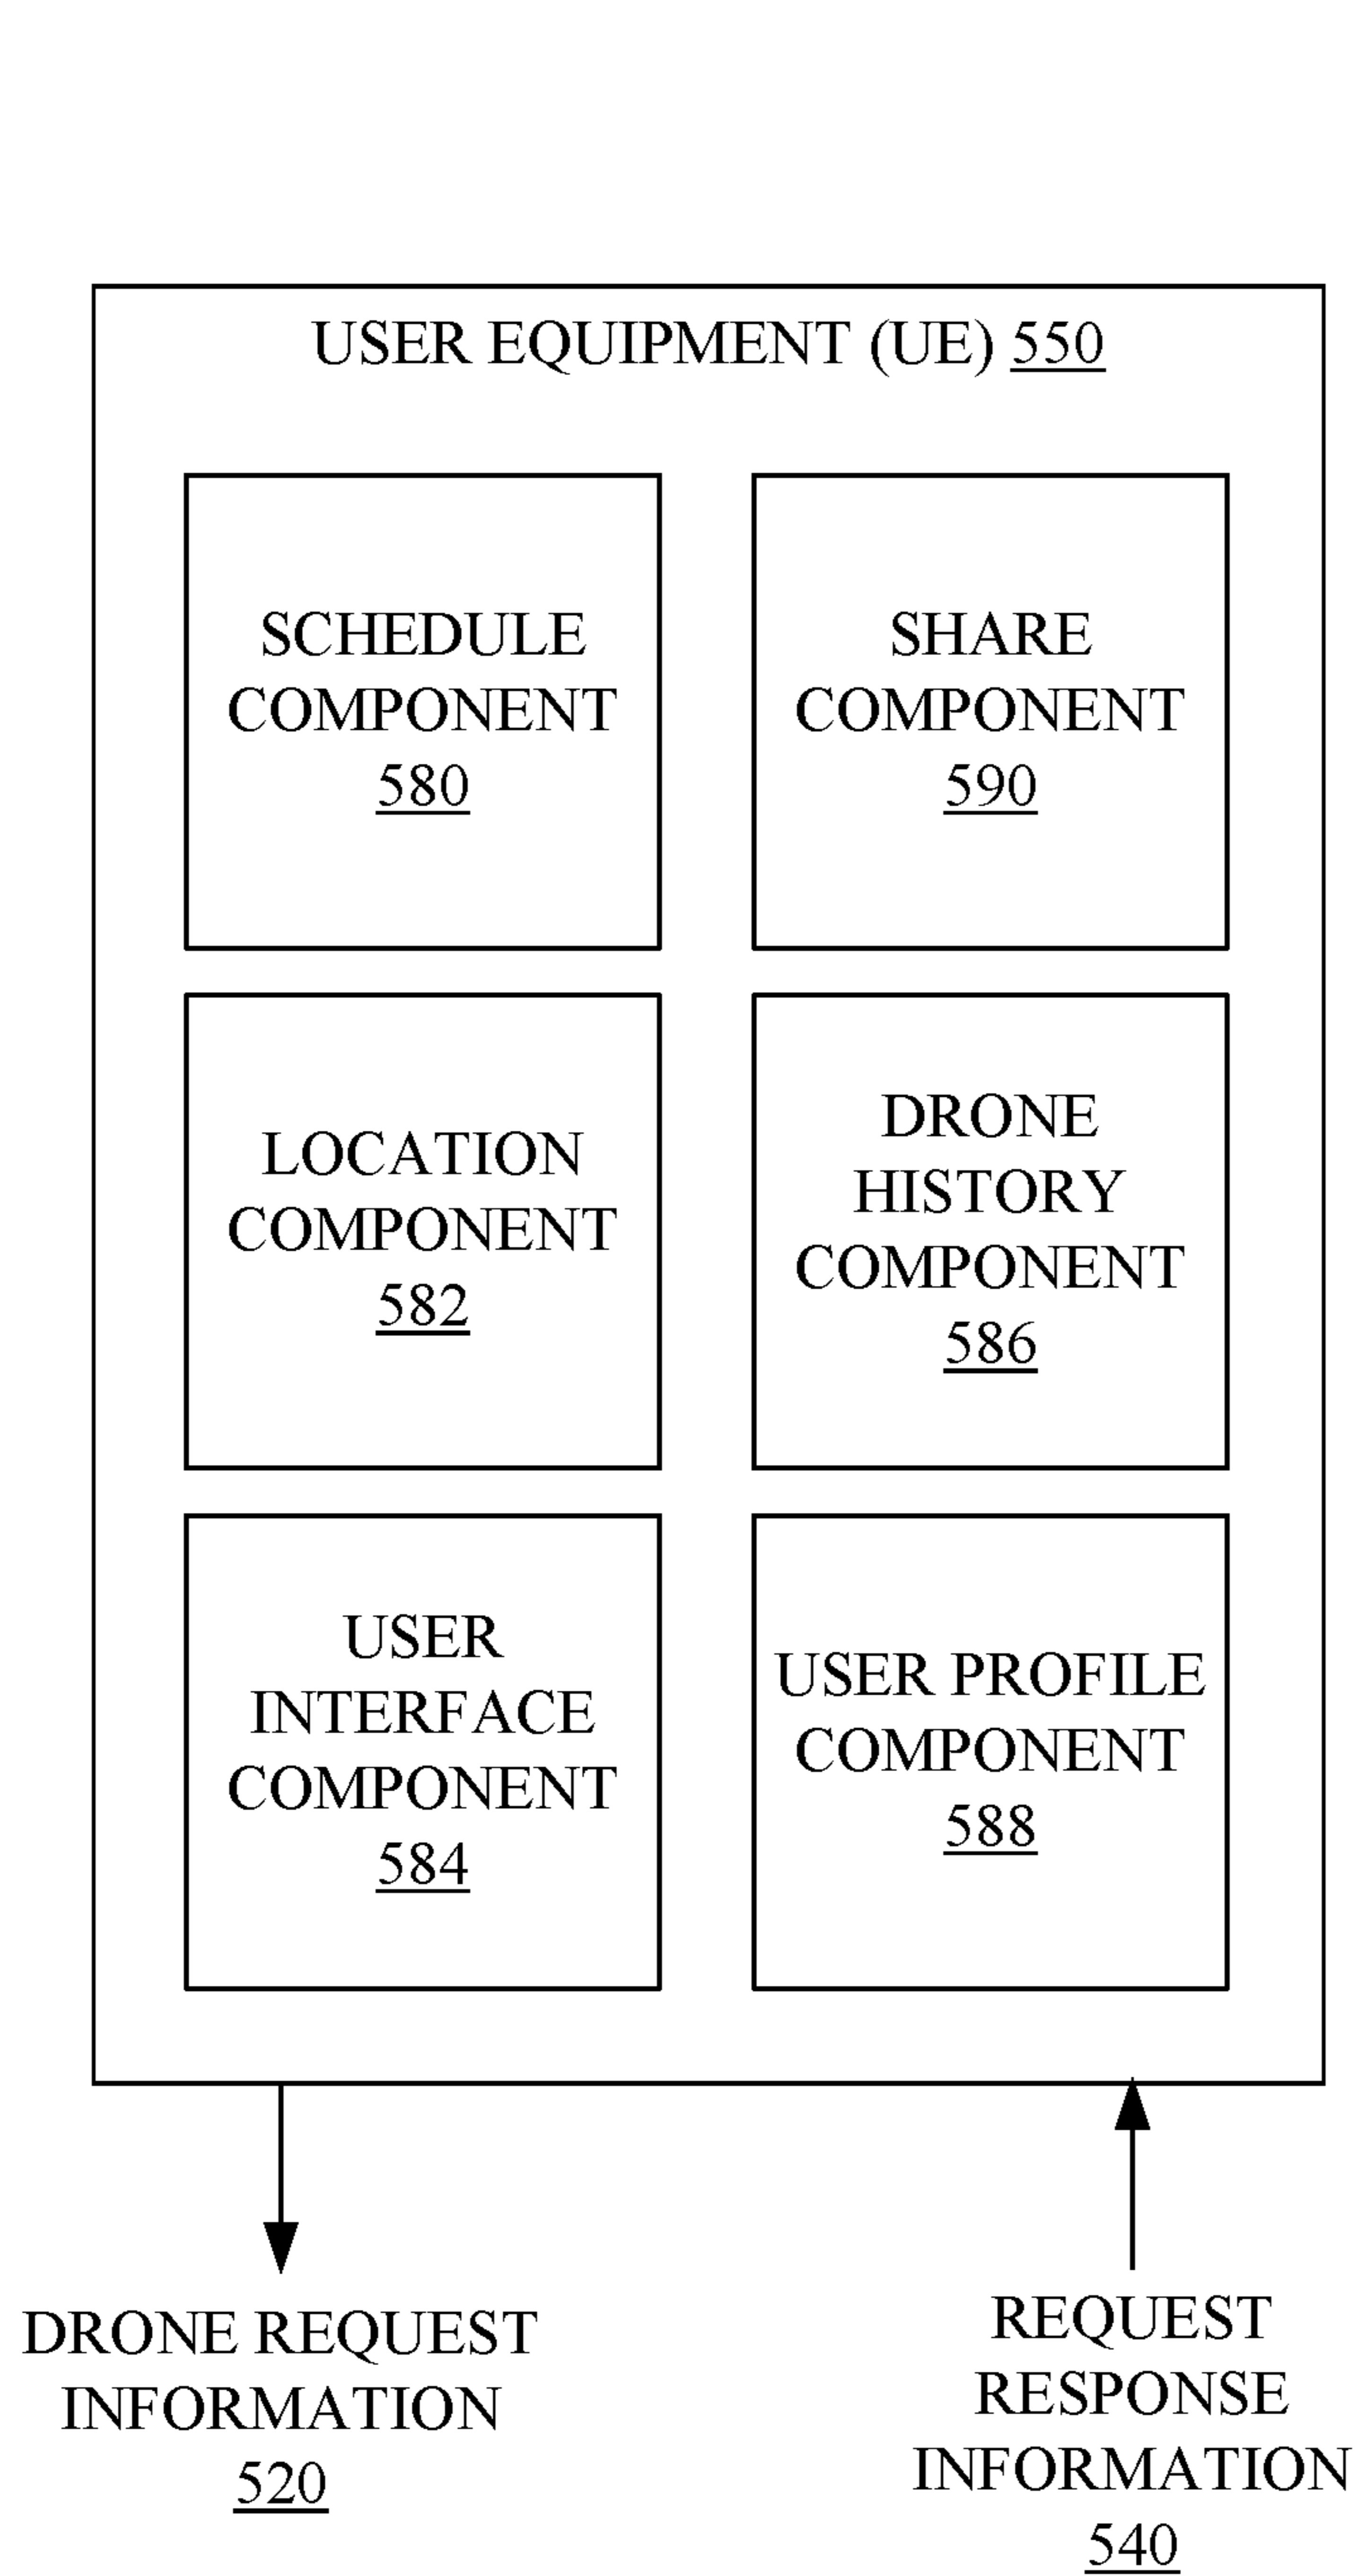 USER EQUIPMENT (UE) 550
SCHEDULE
COMPONENT
580
SHARE
COMPONENT
590
LOCATION
COMPONENT
582
DRONE
HISTORY
COMPONENT
586
USER
INTERFACE
COMPONENT
584
USER PROFILE
COMPONENT
588
DRONE REQUEST
INFORMATION
520
REQUEST
RESPONSE
INFORMATION
540